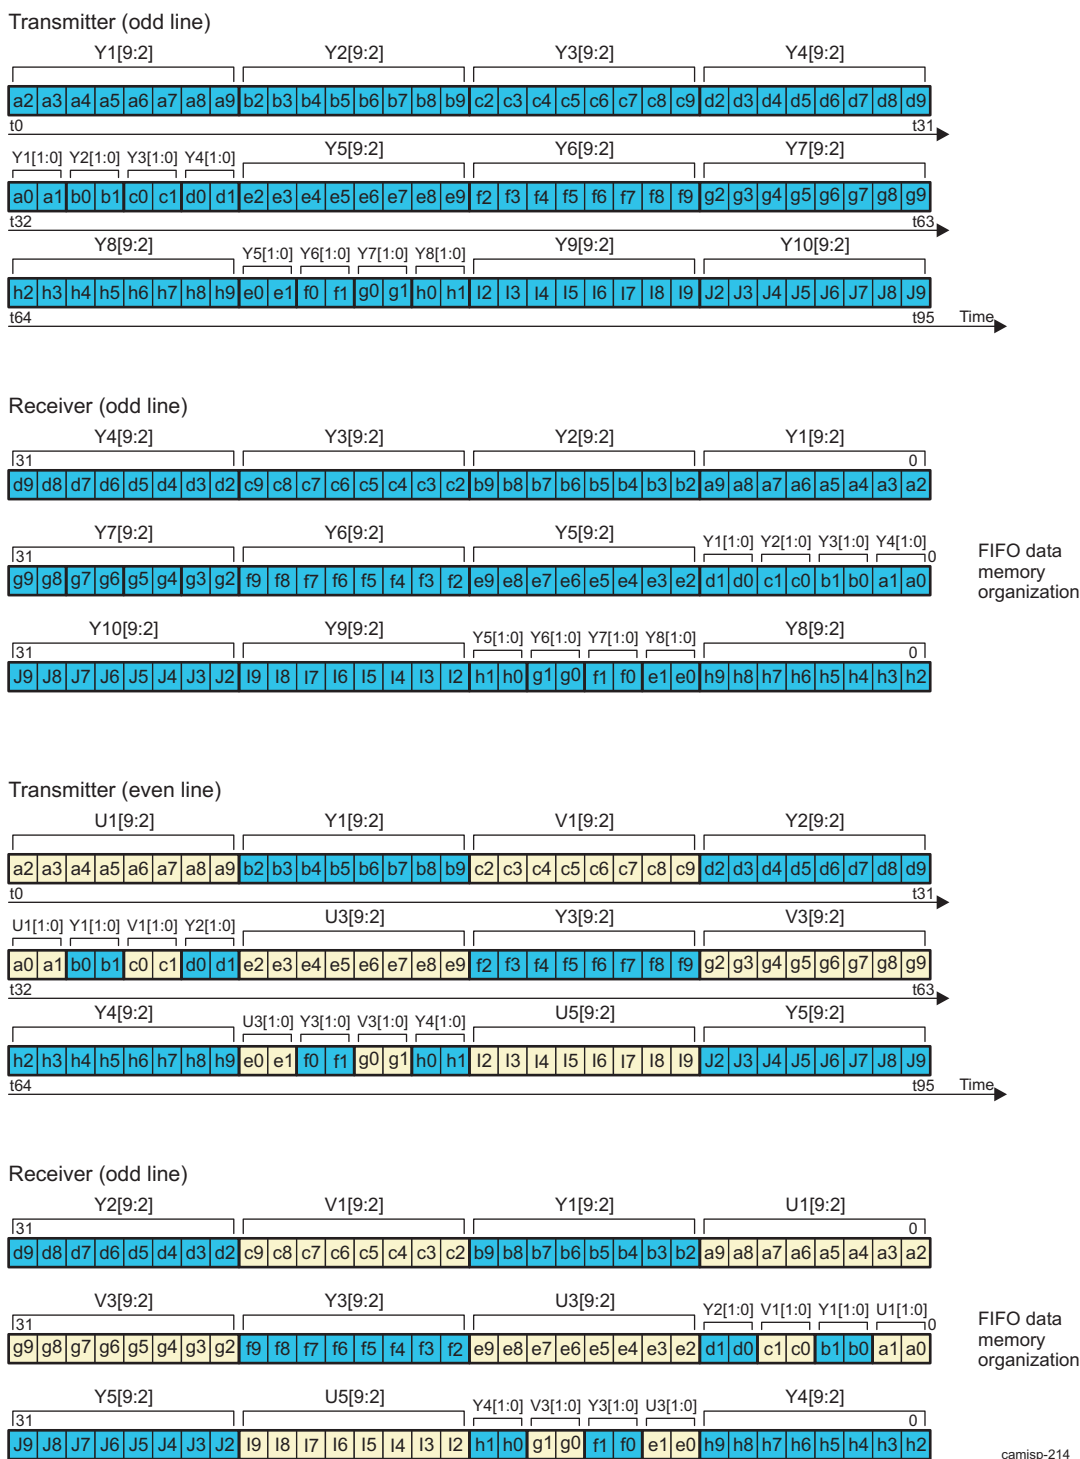 Transmitter (odd line)
Y1[9:2] Y2[9:2] Y3[9:2] Y4[9:2]
a2 a3 a4 a5 a6 a7 a8 a9 b2 b3 b4 b5 b6 b7 b8 b9 c2 c3 c4 c5 c6 c7 c8 c9 d2 d3 d4 d5 d6 d7 d8 d9
t0 t31
Y1[1:0] Y2[1:0] Y3[1:0] Y4[1:0] Y5[9:2] Y6[9:2] Y7[9:2]
a0 a1 b0 b1 c0 c1 d0 d1 e2 e3 e4 e5 e6 e7 e8 e9 f2 f3 f4 f5 f6 f7 f8 f9 g2 g3 g4 g5 g6 g7 g8 g9
t32 t63
Y8[9:2] Y5[1:0] Y6[1:0] Y7[1:0] Y8[1:0] Y9[9:2] Y10[9:2]
h2 h3 h4 h5 h6 h7 h8 h9 e0 e1 f0 f1 g0 g1 h0 h1 I2 I3 I4 I5 I6 I7 I8 I9 J2 J3 J4 J5 J6 J7 J8 J9
t64 t95 Time
Receiver (odd line)
Y4[9:2] Y3[9:2] Y2[9:2] Y1[9:2]
31 0
d9 d8 d7 d6 d5 d4 d3 d2 c9 c8 c7 c6 c5 c4 c3 c2 b9 b8 b7 b6 b5 b4 b3 b2 a9 a8 a7 a6 a5 a4 a3 a2
Y7[9:2] Y6[9:2] Y5[9:2] Y1[1:0] Y2[1:0] Y3[1:0] Y4[1:0]
31 0
g9 g8 g7 g6 g5 g4 g3 g2 f9 f8 f7 f6 f5 f4 f3 f2 e9 e8 e7 e6 e5 e4 e3 e2 d1 d0 c1 c0 b1 b0 a1 a0
FIFO data
memory
organization
Y10[9:2] Y9[9:2] Y5[1:0] Y6[1:0] Y7[1:0] Y8[1:0] Y8[9:2]
31 0
J9 J8 J7 J6 J5 J4 J3 J2 I9 I8 I7 I6 I5 I4 I3 I2 h1 h0 g1 g0 f1 f0 e1 e0 h9 h8 h7 h6 h5 h4 h3 h2
Transmitter (even line)
U1[9:2] Y1[9:2] V1[9:2] Y2[9:2]
a2 a3 a4 a5 a6 a7 a8 a9 b2 b3 b4 b5 b6 b7 b8 b9 c2 c3 c4 c5 c6 c7 c8 c9 d2 d3 d4 d5 d6 d7 d8 d9
t0 t31
U1[1:0] Y1[1:0] V1[1:0] Y2[1:0] U3[9:2] Y3[9:2] V3[9:2]
a0 a1 b0 b1 c0 c1 d0 d1 e2 e3 e4 e5 e6 e7 e8 e9 f2 f3 f4 f5 f6 f7 f8 f9 g2 g3 g4 g5 g6 g7 g8 g9
t32 t63
Y4[9:2] U3[1:0] Y3[1:0] V3[1:0] Y4[1:0] U5[9:2] Y5[9:2]
h2 h3 h4 h5 h6 h7 h8 h9 e0 e1 f0 f1 g0 g1 h0 h1 I2 I3 I4 I5 I6 I7 I8 I9 J2 J3 J4 J5 J6 J7 J8 J9
t64 t95 Time
Receiver (odd line)
Y2[9:2] V1[9:2] Y1[9:2] U1[9:2]
31 0
d9 d8 d7 d6 d5 d4 d3 d2 c9 c8 c7 c6 c5 c4 c3 c2 b9 b8 b7 b6 b5 b4 b3 b2 a9 a8 a7 a6 a5 a4 a3 a2
V3[9:2] Y3[9:2] U3[9:2] Y2[1:0] V1[1:0] Y1[1:0] U1[1:0]
31 0
g9 g8 g7 g6 g5 g4 g3 g2 f9 f8 f7 f6 f5 f4 f3 f2 e9 e8 e7 e6 e5 e4 e3 e2 d1 d0 c1 c0 b1 b0 a1 a0
FIFO data
memory
organization
Y5[9:2] U5[9:2] Y4[1:0] V3[1:0] Y3[1:0] U3[1:0] Y4[9:2]
31 0
J9 J8 J7 J6 J5 J4 J3 J2 I9 I8 I7 I6 I5 I4 I3 I2 h1 h0 g1 g0 f1 f0 e1 e0 h9 h8 h7 h6 h5 h4 h3 h2
camisp-214